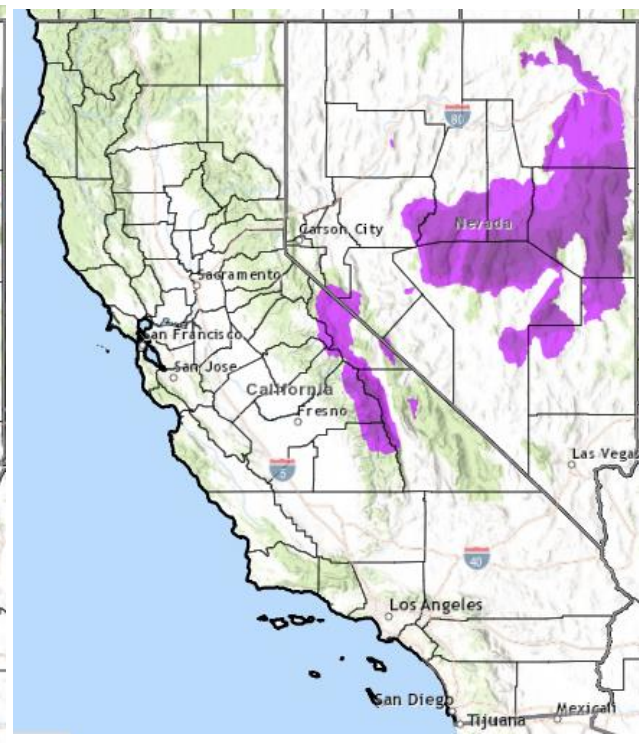 80
Nevada
Carson City
Sacramento
San Francisco
San Jose
California
Fresno
Las Vega
5
40
Los Angeles
San Diego
Tijuana
Mexicali